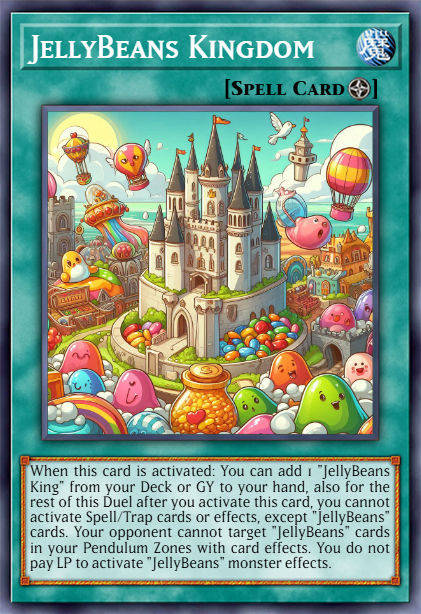 JellyBeans Kingdom
魔
[Spell Card]
When this card is activated: You can add 1 "JellyBeans
King" from your Deck or GY to your hand, also for the
rest of this Duel after you activate this card, you cannot
activate Spell/Trap cards or effects, except "JellyBeans"
cards. Your opponent cannot target "JellyBeans" cards
in your Pendulum Zones with card effects. You do not
pay LP to activate "JellyBeans" monster effects.